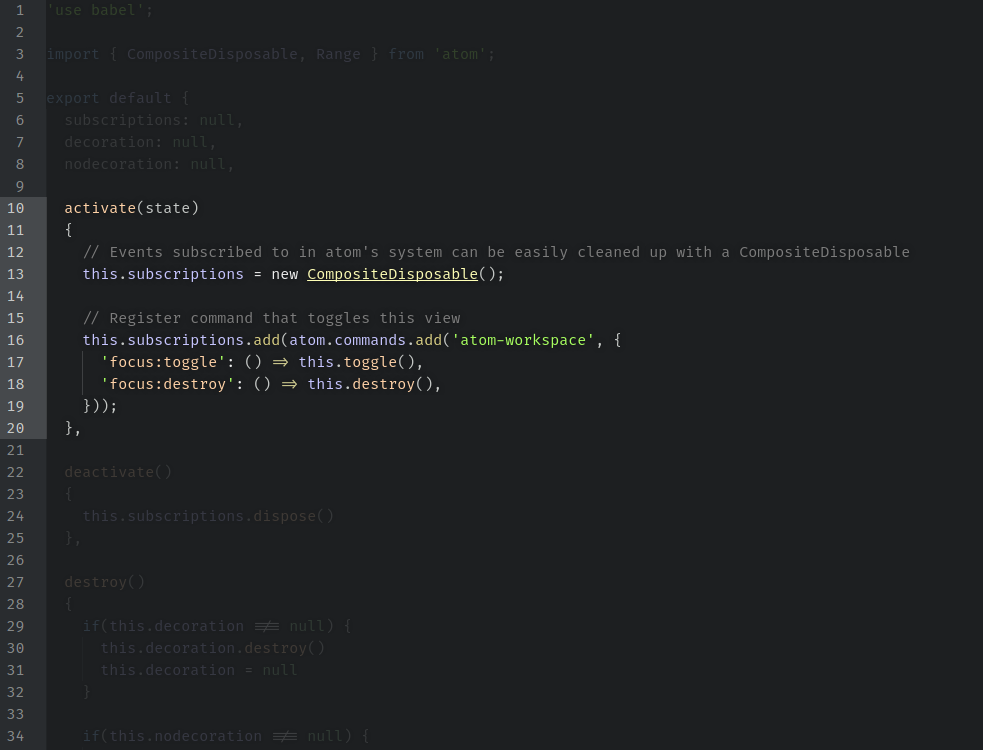 1 'use babel';
2
3 import { CompositeDisposable, Range } from 'atom';
4
5 export default {
6   subscriptions: null,
7   decoration: null,
8   nodecoration: null,
9
10   activate(state)
11   {
12     // Events subscribed to in atom's system can be easily cleaned up with a CompositeDisposable
13     this.subscriptions = new CompositeDisposable();
14
15     // Register command that toggles this view
16     this.subscriptions.add(atom.commands.add('atom-workspace', {
17       'focus:toggle': () => this.toggle(),
18       'focus:destroy': () => this.destroy(),
19     }));
20   },
21
22   deactivate()
23   {
24     this.subscriptions.dispose()
25   },
26
27   destroy()
28   {
29     if(this.decoration !== null) {
30       this.decoration.destroy()
31       this.decoration = null
32     }
33
34     if(this.nodecoration !== null) {